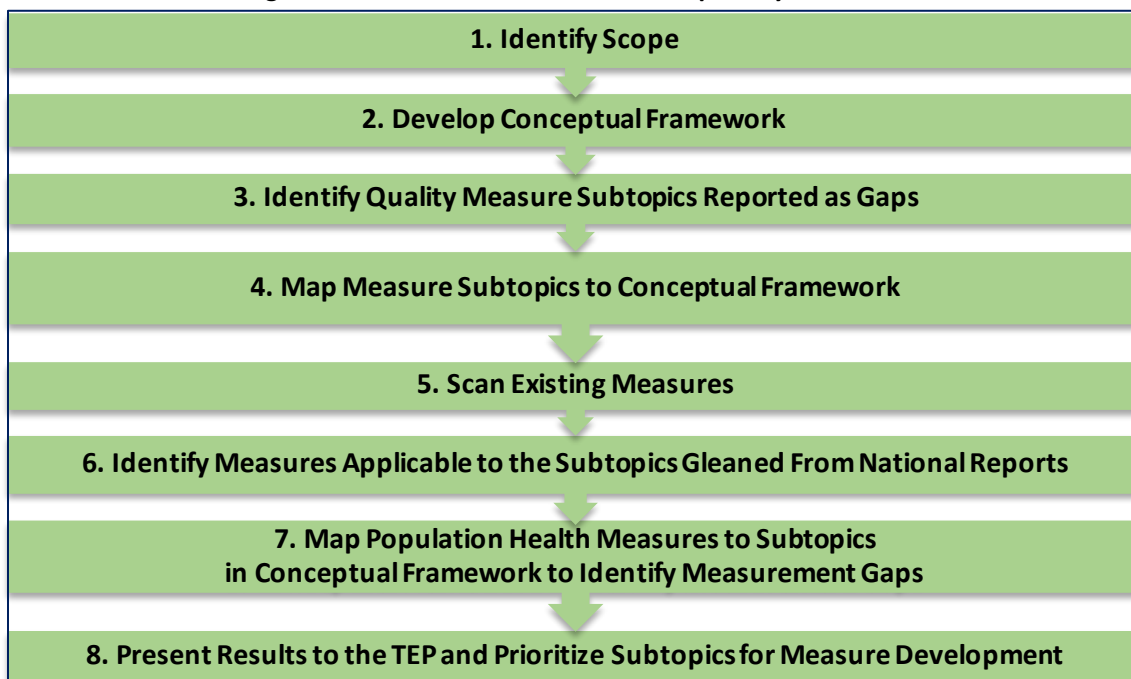 1. Identify Scope
2. Develop Conceptual Framework
3. Identify Quality Measure Subtopics Reported as Gaps
4. Map Measure Subtopics to Conceptual Framework
5. Scan Existing Measures
6. Identify Measures Applicable to the Subtopics Gleaned From National Reports
7. Map Population Health Measures to Subtopics
in Conceptual Framework to Identify Measurement Gaps
8. Present Results to the TEP and Prioritize Subtopics for Measure Development